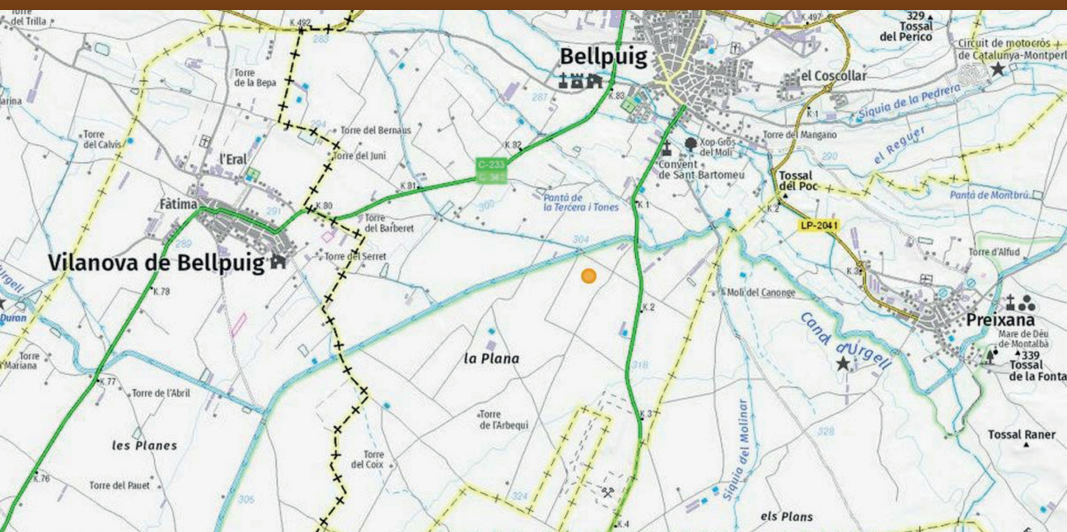 Torre
del Trilla
K.492
283
Torre
de la Bepa
Torre
del Calvís
294
Torre del Bernaus
l'Eral
Torre del Juni
Fàtima
291
K.80
Torre
del Barberet
289
Vilanova de Bellpuig
Torre del Serret
K.78
Duran
Torre
Mariana
K.77
Torre de l'Abril
les Planes
Torre del Pauet
K.76
305
Torre
del Coix
Bellpuig
K.83
287
K.82
C-233
K.81
300
Pantà de
la Tercera i Tones
304
Convent
de Sant Bartomeu
Xop Gros
del Molí
K.1
K.2
la Plana
318
Torre
de l'Arbequí
K.3
324
K.4
K.497
329
Tossal
del Perico
Circuit de motocròs
de Catalunya-Montperl
el Coscollar
Síquia de la Pedrera
K.1
Torre del Mangano
el Reguer
290
Tossal
del Poc
Pantà de Montbrú
K.2
LP-2041
Torre d'Alfud
K.3
Molí del Canonge
Canal d'Urgell
Preixana
Mare de Déu
de Montalbà
339
Tossal
de la Fonta
Síquia del Molinar
328
Tossal Raner
els Plans